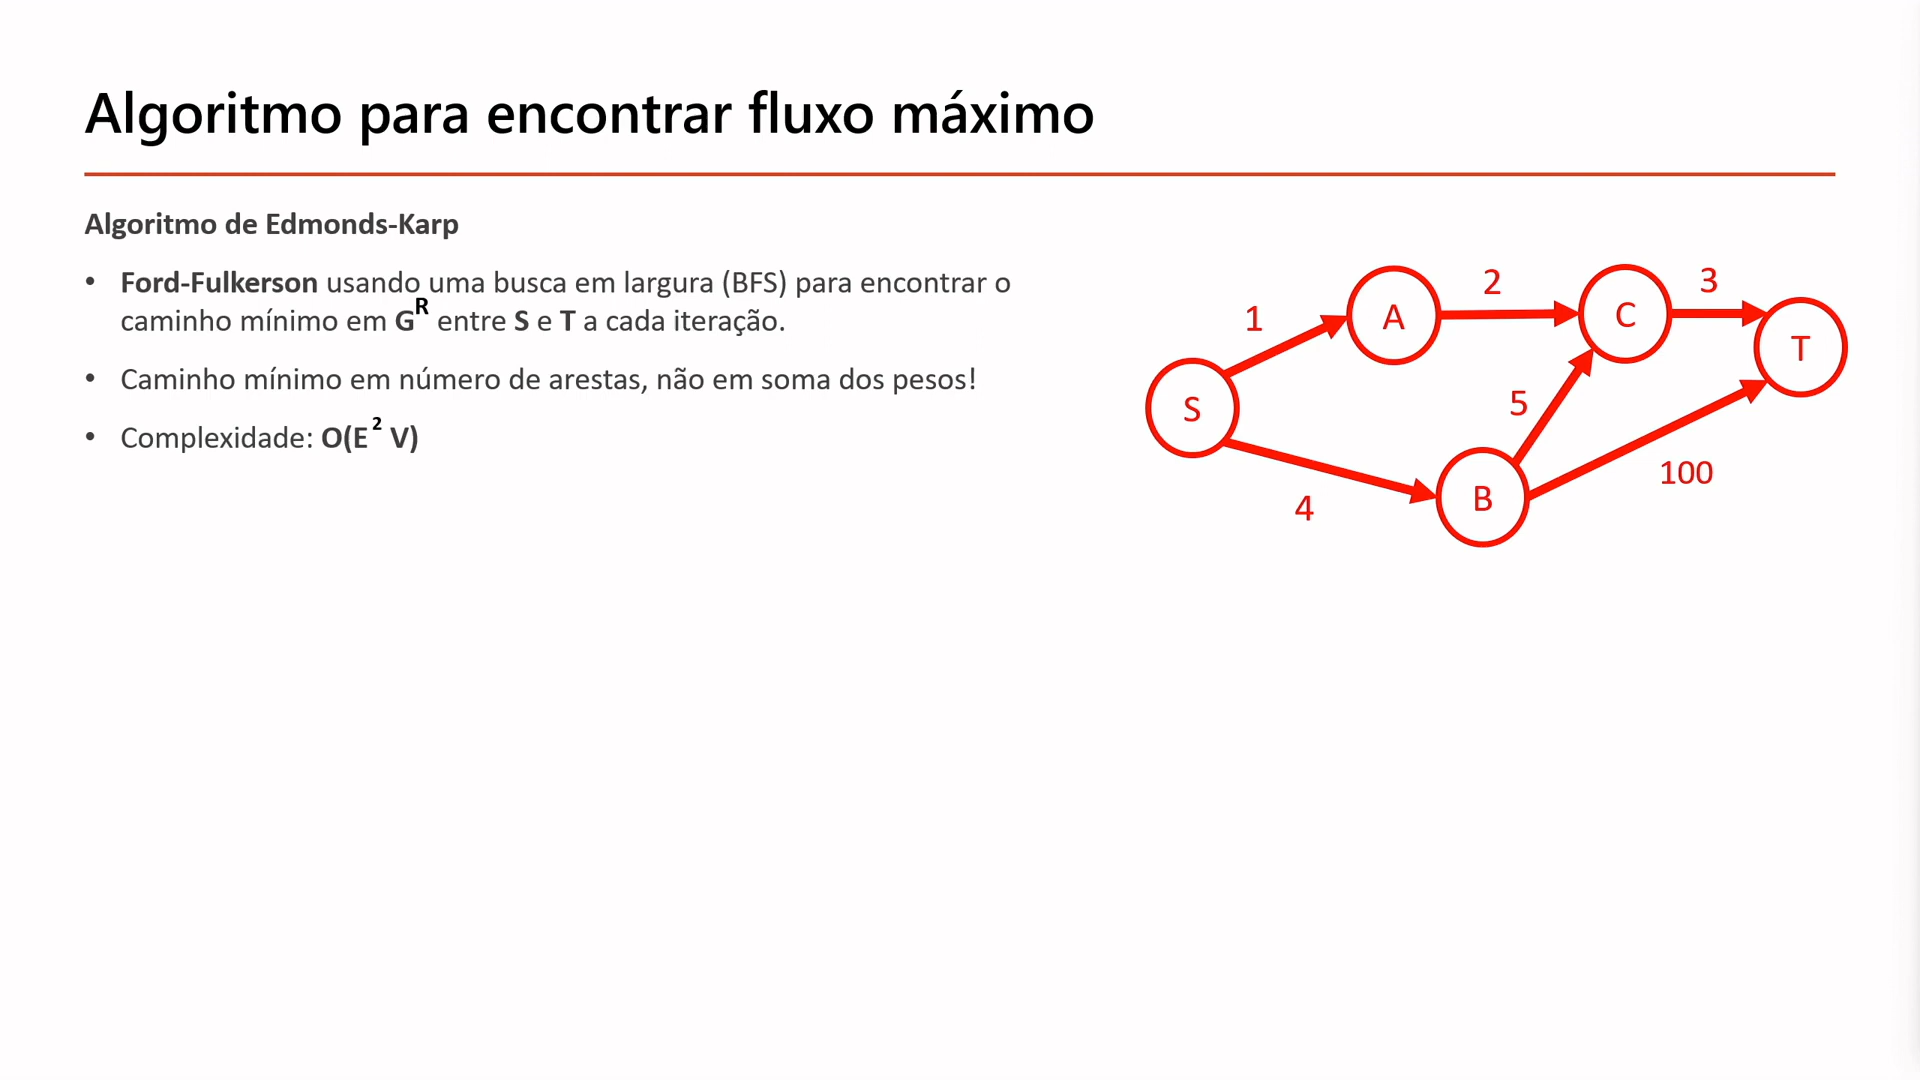 Algoritmo para encontrar fluxo máximo
Algoritmo de Edmonds-Karp
• Ford-Fulkerson usando uma busca em largura (BFS) para encontrar o
caminho mínimo em G^R entre S e T a cada iteração.
• Caminho mínimo em número de arestas, não em soma dos pesos!
• Complexidade: O(E² V)
1
A
2
C
3
T
S
5
4
B
100